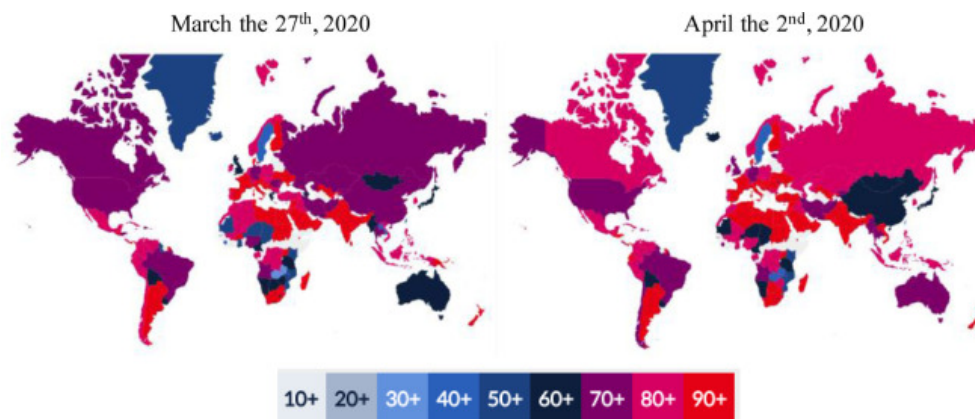 March the 27th, 2020
April the 2nd, 2020
10+ 20+ 30+ 40+ 50+ 60+ 70+ 80+ 90+